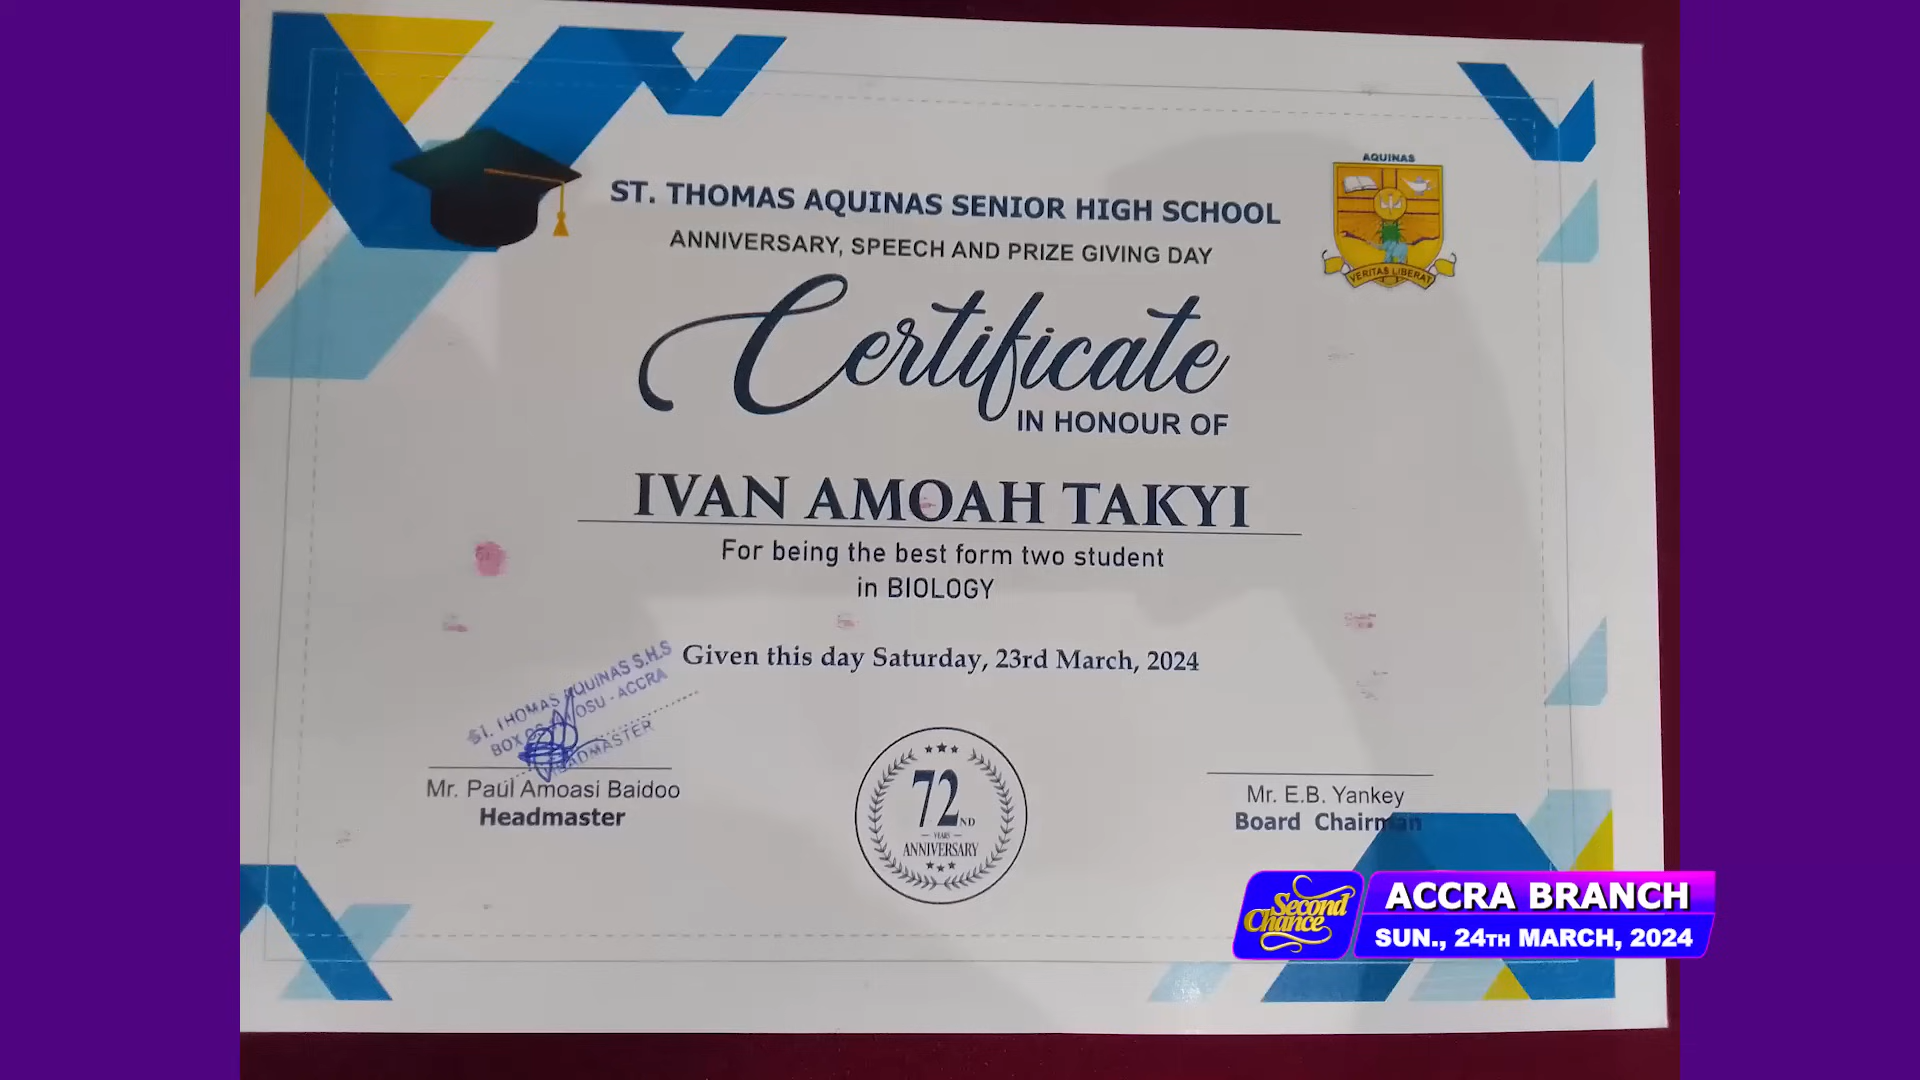 AQUINAS
VERITAS LIBERAT
ST. THOMAS AQUINAS SENIOR HIGH SCHOOL
ANNIVERSARY, SPEECH AND PRIZE GIVING DAY
Certificate
IN HONOUR OF
IVAN AMOAH TAKYI
For being the best form two student
in BIOLOGY
Given this day Saturday, 23rd March, 2024
ST. THOMAS AQUINAS S.H.S
BOX OSU - ACCRA
HEADMASTER
Mr. Paul Amoasi Baidoo
Headmaster
72ND
YEARS
ANNIVERSARY
Mr. E.B. Yankey
Board Chairman
Second
Chance
ACCRA BRANCH
SUN., 24TH MARCH, 2024